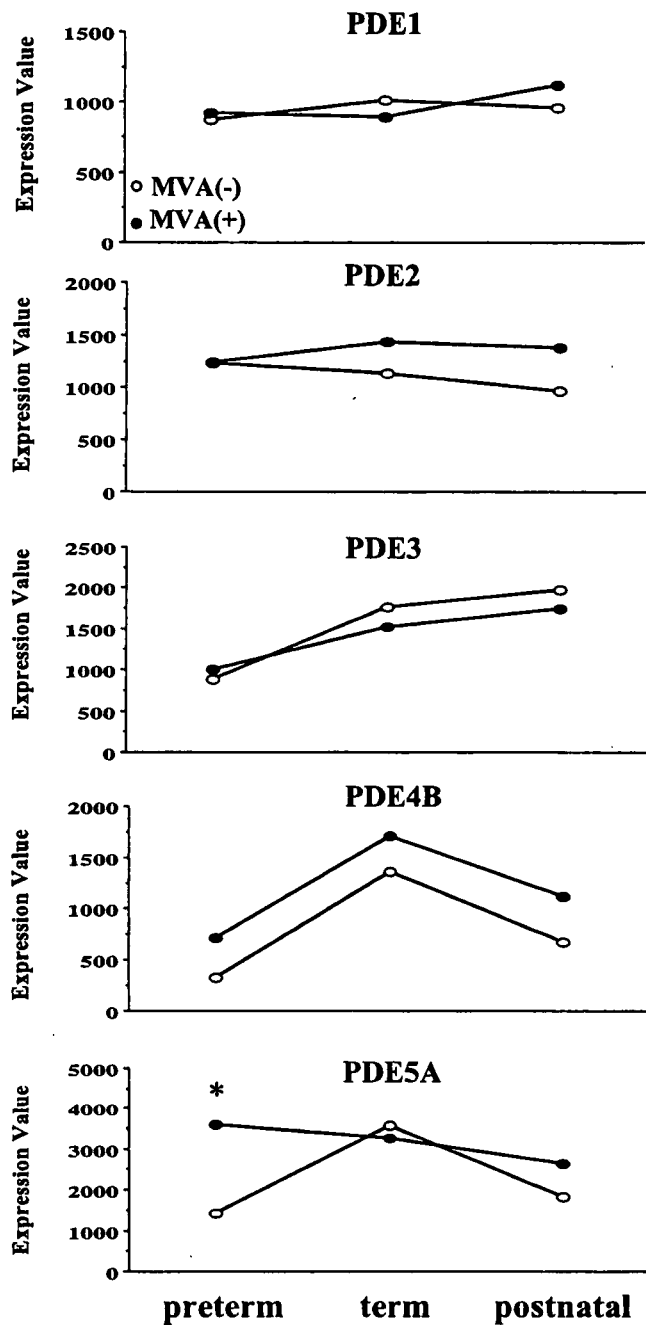 PDE1
Expression Value
1500
1000
500
0
MVA(-)
MVA(+)
PDE2
Expression Value
2000
1500
1000
500
0
PDE3
Expression Value
2500
2000
1500
1000
500
0
PDE4B
Expression Value
2000
1500
1000
500
0
PDE5A
Expression Value
5000
4000
3000
2000
1000
0
*
preterm term postnatal